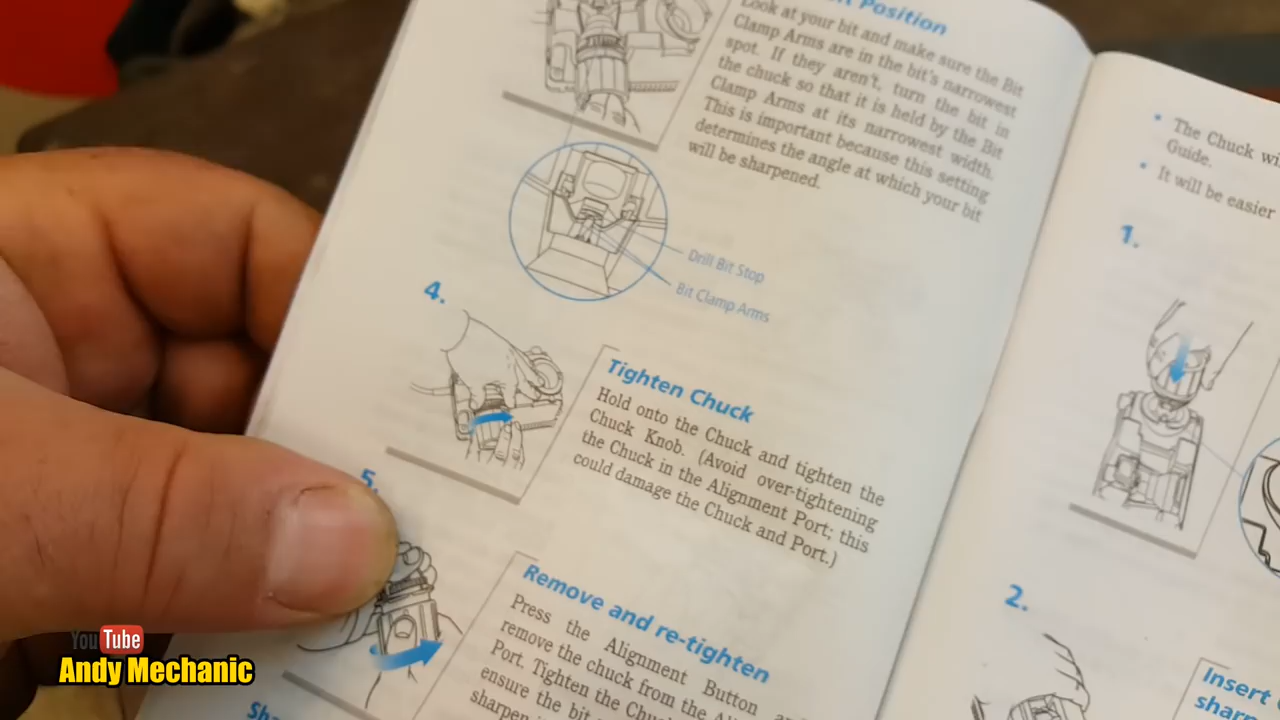 Position
Look at your bit and make sure the Bit
Clamp Arms are in the bit's narrowest
spot. If they aren't, turn the bit in
the chuck so that it is held by the Bit
Clamp Arms at its narrowest width.
This is important because this setting
determines the angle at which your bit
will be sharpened.
Drill Bit Stop
Bit Clamp Arms
4.
Tighten Chuck
Hold onto the Chuck and tighten the
Chuck Knob. (Avoid over-tightening
the Chuck in the Alignment Port; this
could damage the Chuck and Port.)
5.
Remove and re-tighten
Press the Alignment Button
remove the chuck from the
Port. Tighten the
ensure the bit
sharpen
• The Chuck
Guide.
• It will be easier
1.
2.
Insert
YouTube
Andy Mechanic